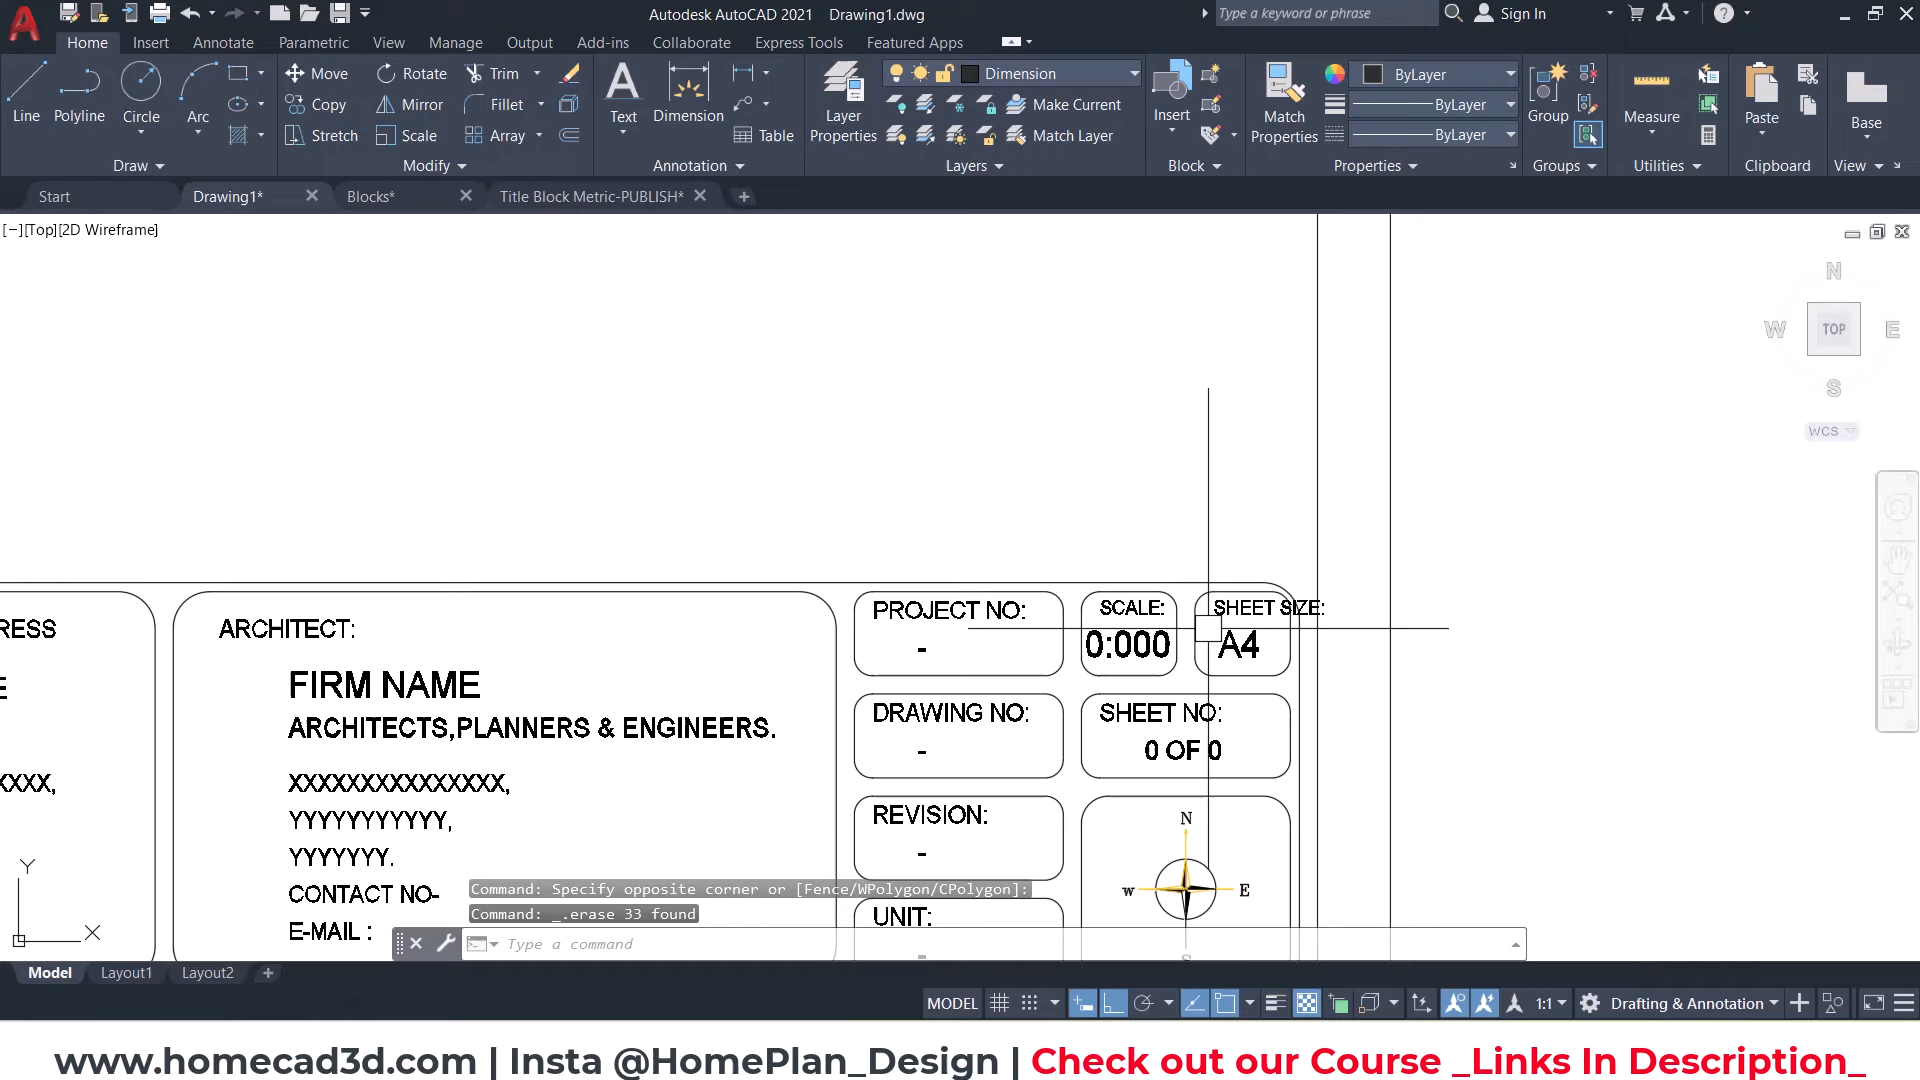 Autodesk AutoCAD 2021 Drawing1.dwg
Type a keyword or phrase
Sign In
Home Insert Annotate Parametric View Manage Output Add-ins Collaborate Express Tools Featured Apps
Line Polyline Circle Arc
Move Rotate Trim
Copy Mirror Fillet
Stretch Scale Array
Text Dimension Table
Layer Properties
Dimension
Make Current
Match Layer
Insert
Match Properties
ByLayer
ByLayer
ByLayer
Group Measure Paste Base
Draw Modify Annotation Layers Block Properties Groups Utilities Clipboard View
Start Drawing1* Blocks* Title Block Metric-PUBLISH*
[−][Top][2D Wireframe]
N
W TOP E
S
WCS
RESS
E
XXXX,
ARCHITECT:
FIRM NAME
ARCHITECTS,PLANNERS & ENGINEERS.
XXXXXXXXXXXXXXX,
YYYYYYYYYYY,
YYYYYYY.
CONTACT NO-
E-MAIL :
PROJECT NO:
-
SCALE:
0:000
SHEET SIZE:
A4
DRAWING NO:
-
SHEET NO:
0 OF 0
REVISION:
-
UNIT:
N
W E
S
Y
X
Command: Specify opposite corner or [Fence/WPolygon/CPolygon]:
Command: _.erase 33 found
Type a command
Model Layout1 Layout2
MODEL 1:1 Drafting & Annotation
www.homecad3d.com | Insta @HomePlan_Design | Check out our Course _Links In Description_